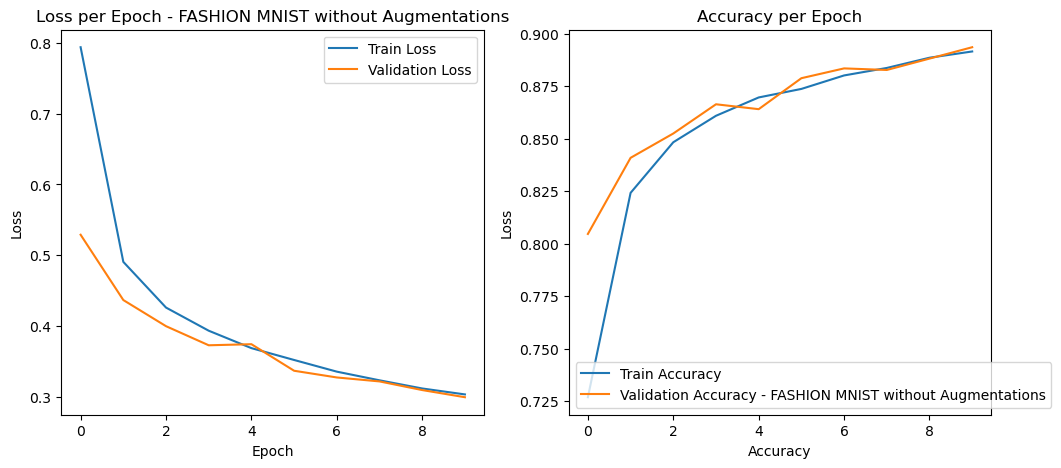 Loss per Epoch - FASHION MNIST without Augmentations
0.8
0.7
0.6
0.5
0.4
0.3
Loss
Train Loss
Validation Loss
0
2
4
6
8
Epoch
Accuracy per Epoch
0.900
0.875
0.850
0.825
0.800
0.775
0.750
0.725
Loss
Train Accuracy
Validation Accuracy - FASHION MNIST without Augmentations
0
2
4
6
8
Accuracy